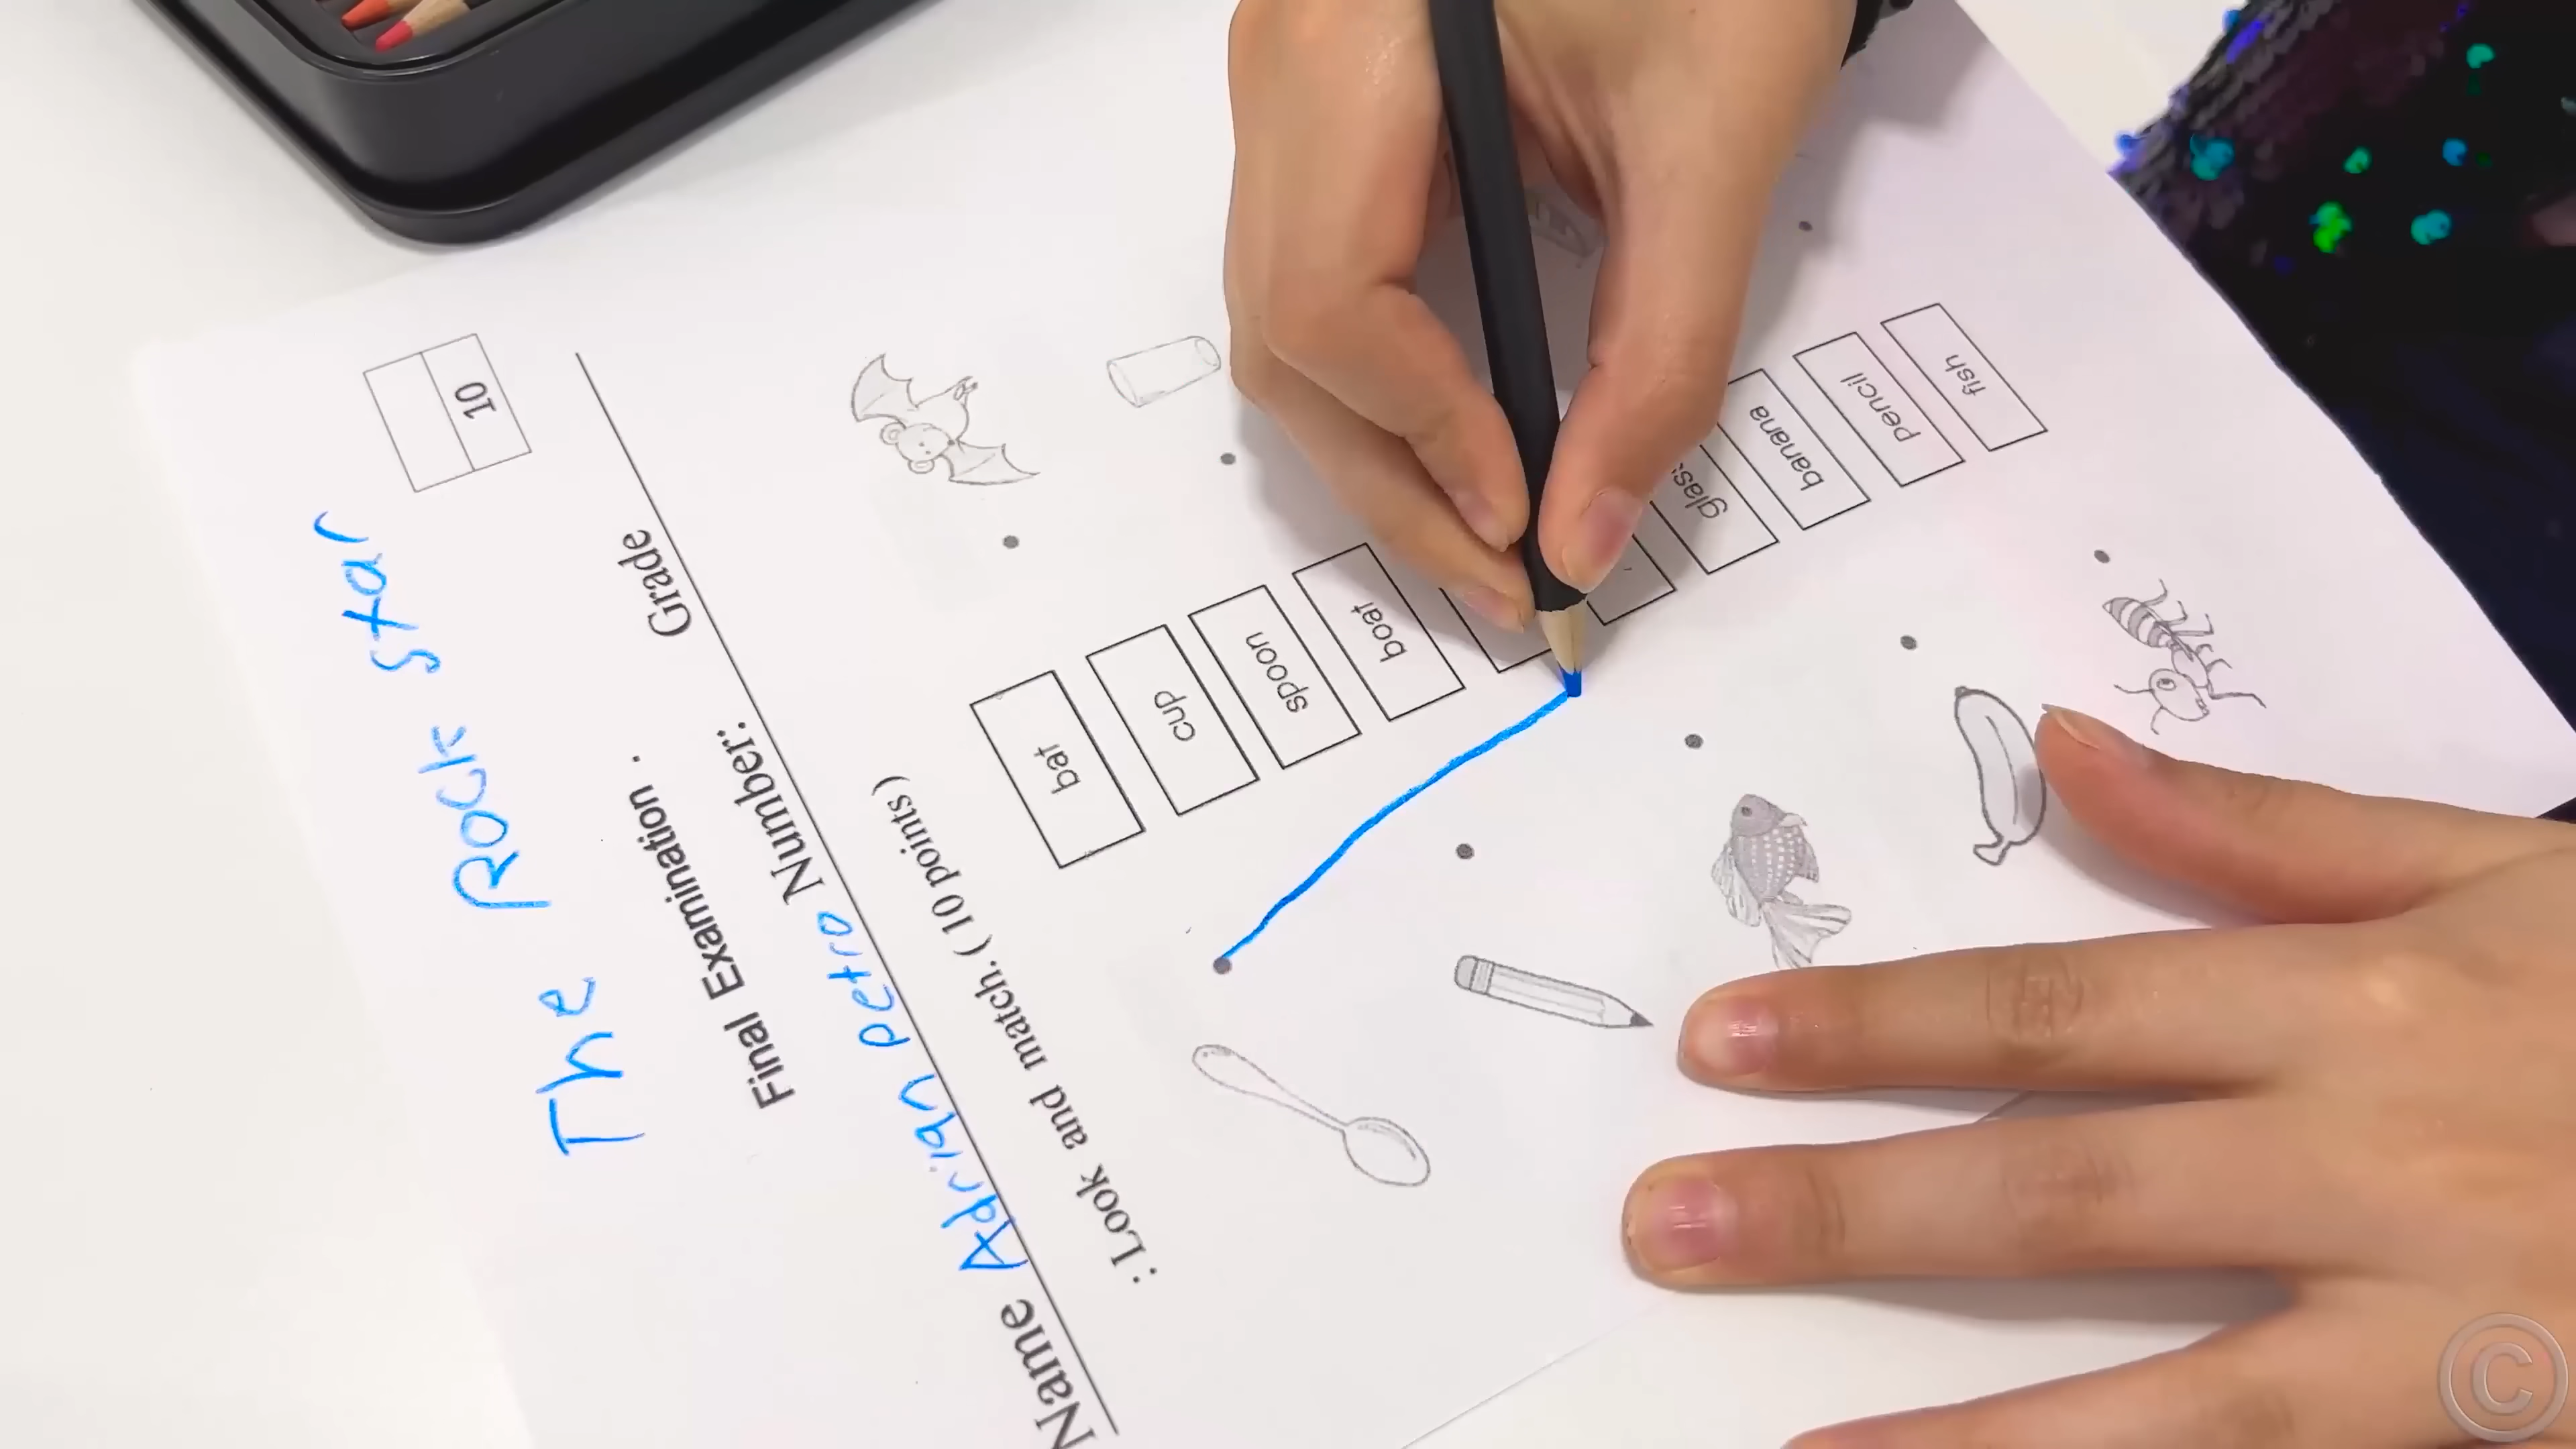 The Rock Star
10
Final Examination .
Grade
Name Adrian petro Number:
: Look and match. ( 10 points )
bat
cup
spoon
boat
glass
banana
pencil
fish
©